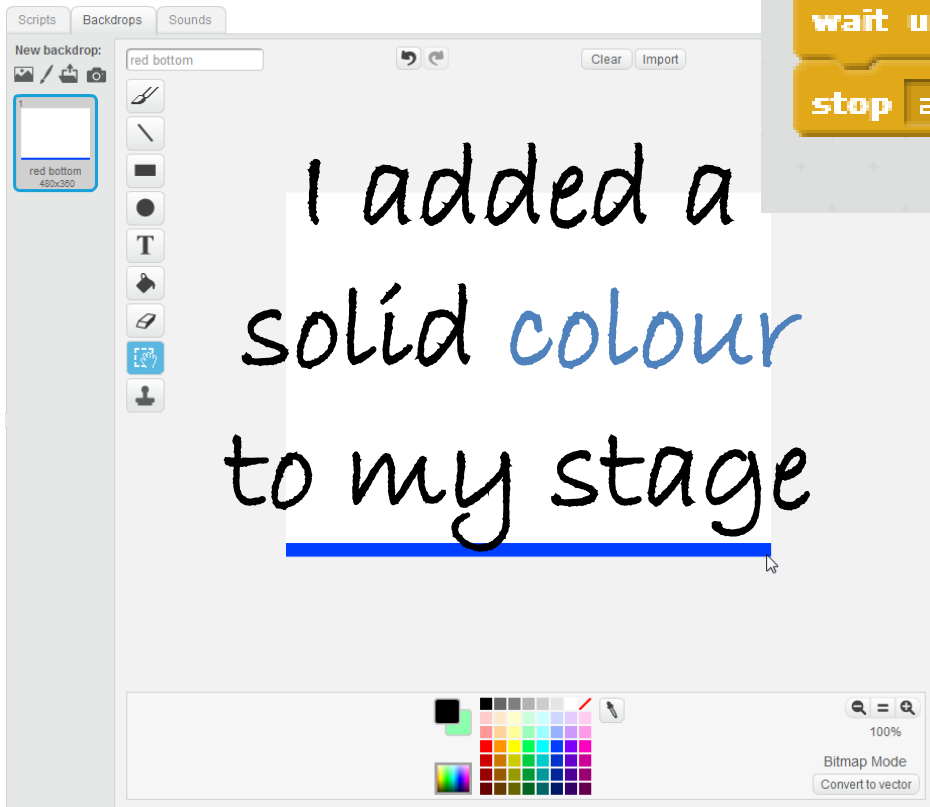 Scripts Backdrops Sounds
wait u
New backdrop:
red bottom
Clear Import
stop
1
red bottom
480x360
T
I added a
solid colour
to my stage
100%
Bitmap Mode
Convert to vector